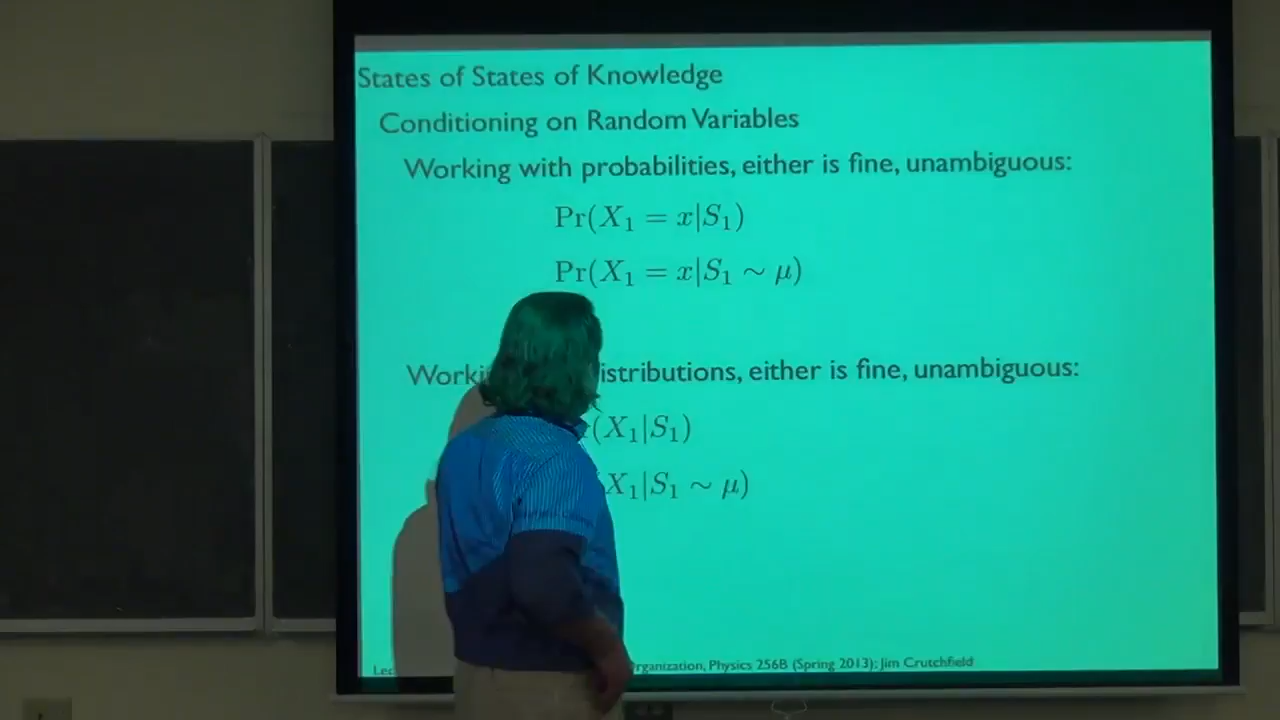 States of States of Knowledge
Conditioning on Random Variables
Working with probabilities, either is fine, unambiguous:
Pr(X₁ = x|S₁)
Pr(X₁ = x|S₁ ∼ μ)
istributions, either is fine, unambiguous:
(X₁|S₁)
X₁|S₁ ∼ μ)
rganization, Physics 256B (Spring 2013); Jim Crutchfield